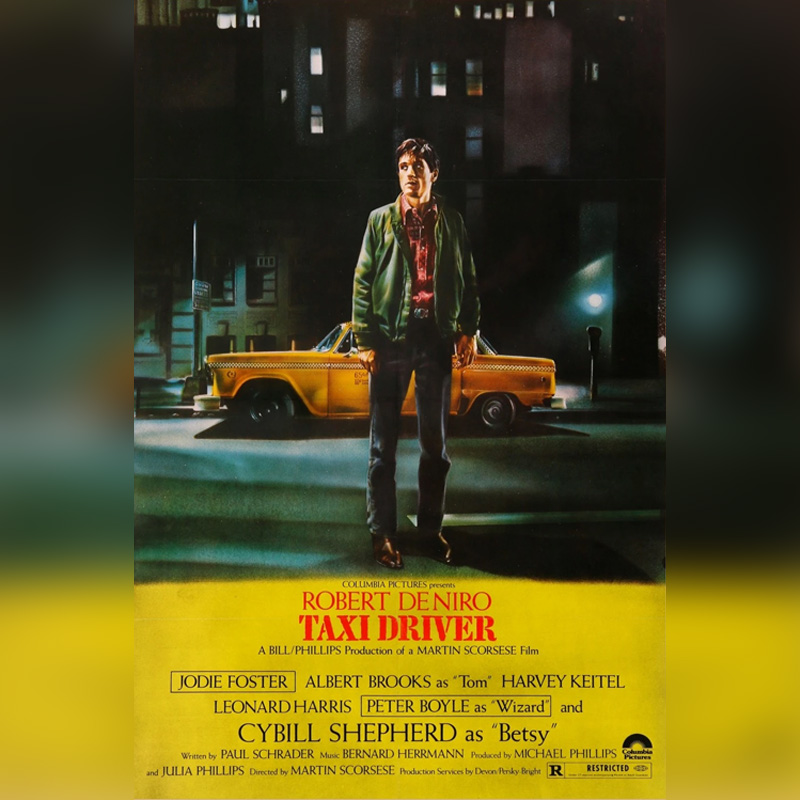 COLUMBIA PICTURES presents
ROBERT DE NIRO
TAXI DRIVER
A BILL/PHILLIPS Production of a MARTIN SCORSESE Film
JODIE FOSTER ALBERT BROOKS as "Tom" HARVEY KEITEL
LEONARD HARRIS PETER BOYLE as "Wizard" and
CYBILL SHEPHERD as "Betsy"
Written by PAUL SCHRADER Music BERNARD HERRMANN Produced by MICHAEL PHILLIPS
and JULIA PHILLIPS Directed by MARTIN SCORSESE Production Services by Devon/Persky-Bright
Columbia
Pictures
R RESTRICTED